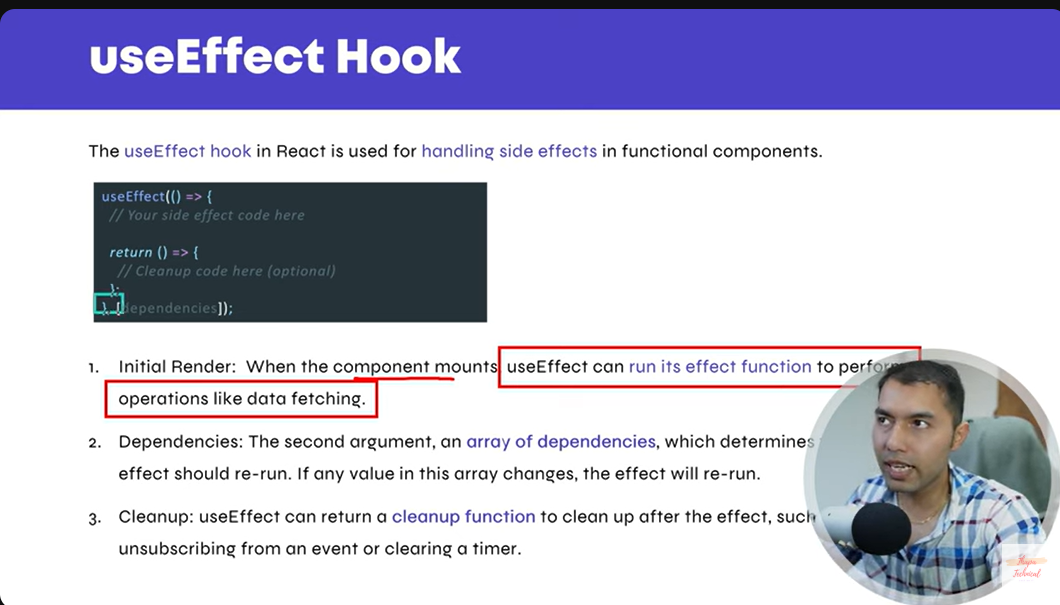 useEffect Hook
The useEffect hook in React is used for handling side effects in functional components.
useEffect(() => {
// Your side effect code here
return () => {
// Cleanup code here (optional)
};
}, [dependencies]);
1. Initial Render: When the component mounts useEffect can run its effect function to perform
operations like data fetching.
2. Dependencies: The second argument, an array of dependencies, which determines
effect should re-run. If any value in this array changes, the effect will re-run.
3. Cleanup: useEffect can return a cleanup function to clean up after the effect, such
unsubscribing from an event or clearing a timer.
Thapa
Technical